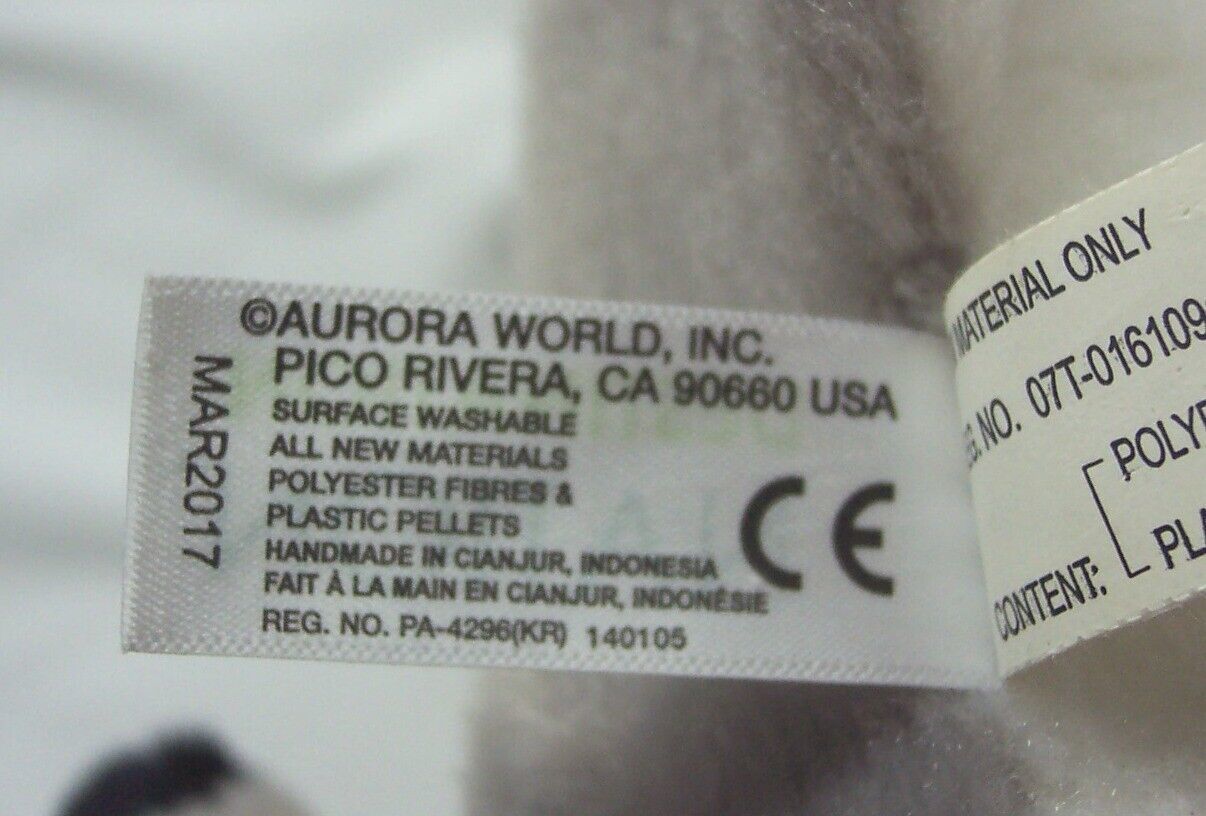 ©AURORA WORLD, INC.
PICO RIVERA, CA 90660 USA
SURFACE WASHABLE
ALL NEW MATERIALS
POLYESTER FIBRES &
PLASTIC PELLETS
HANDMADE IN CIANJUR, INDONESIA
FAIT À LA MAIN EN CIANJUR, INDONÉSIE
REG. NO. PA-4296(KR) 140105
MAR2017
CE
MATERIAL ONLY
NO. 07T-016109
CONTENT: